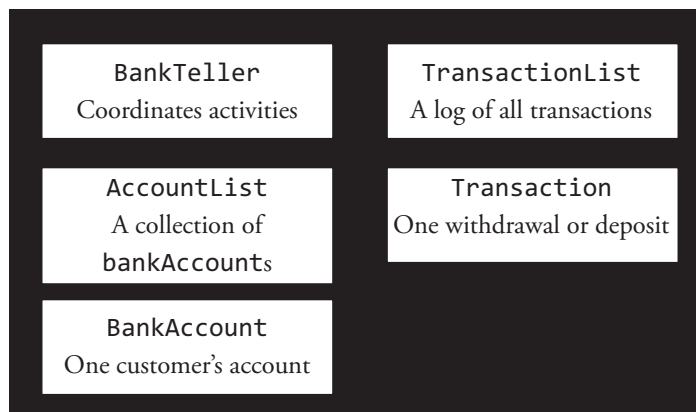 BankTeller
Coordinates activities
TransactionList
A log of all transactions
AccountList
A collection of
bankAccounts
Transaction
One withdrawal or deposit
BankAccount
One customer’s account